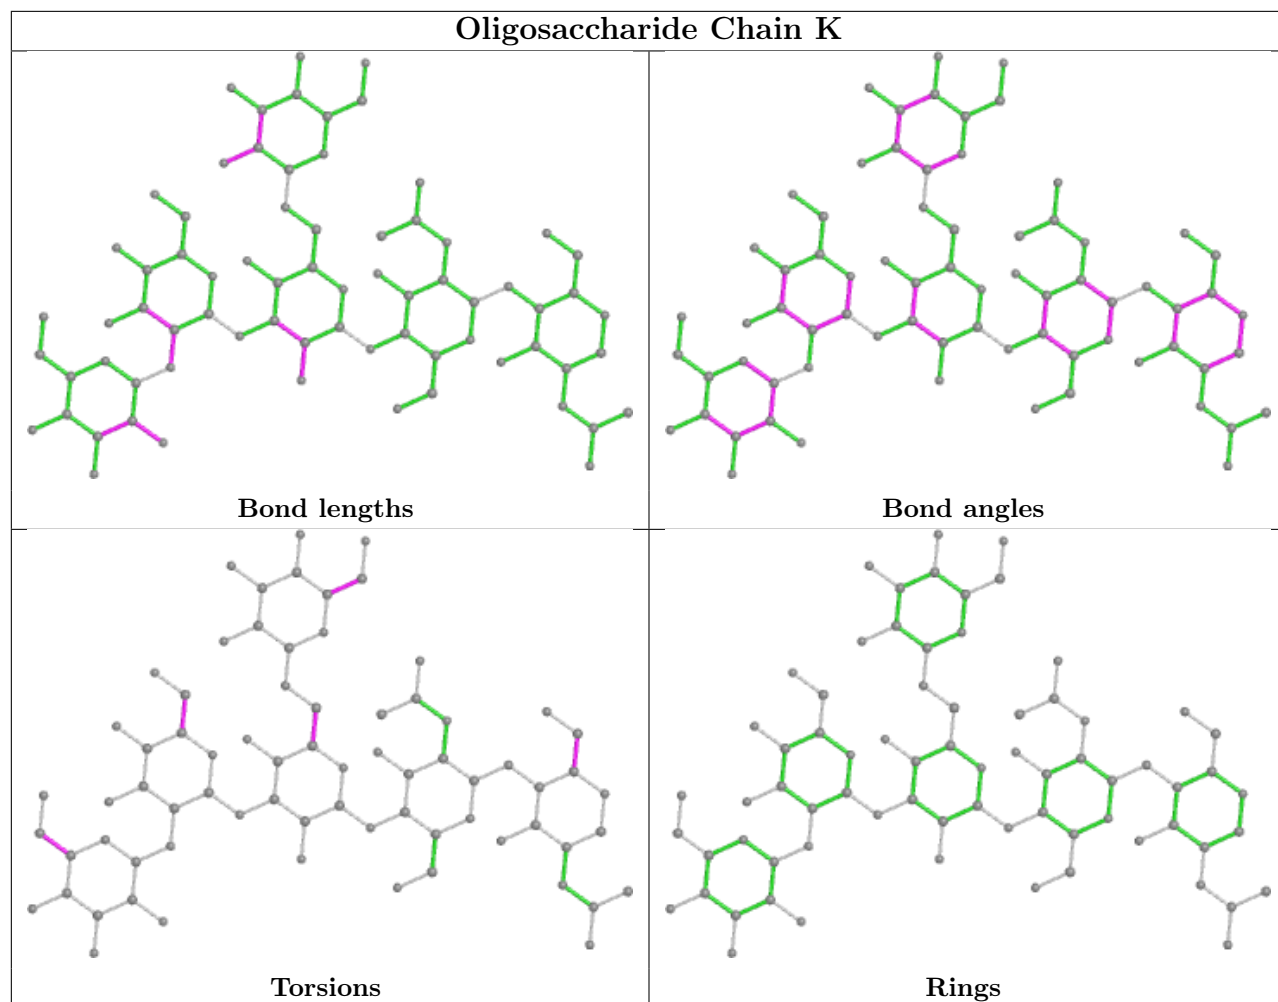 Oligosaccharide Chain K
Bond lengths
Bond angles
Torsions
Rings